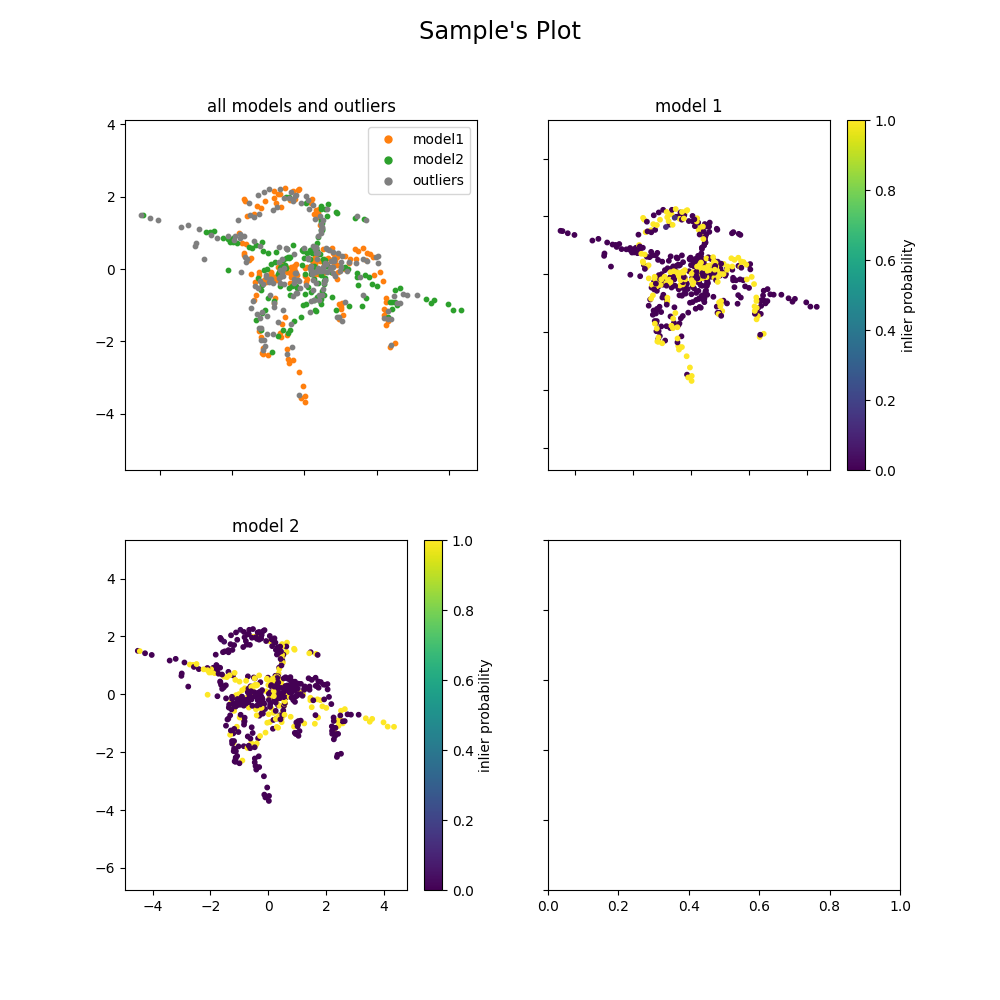 Sample's Plot
all models and outliers
4
2
0
−2
−4
model1
model2
outliers
model 1
1.0
0.8
0.6
0.4
0.2
0.0
inlier probability
model 2
4
2
0
−2
−4
−6
−4 −2 0 2 4
1.0
0.8
0.6
0.4
0.2
0.0
inlier probability
0.0 0.2 0.4 0.6 0.8 1.0